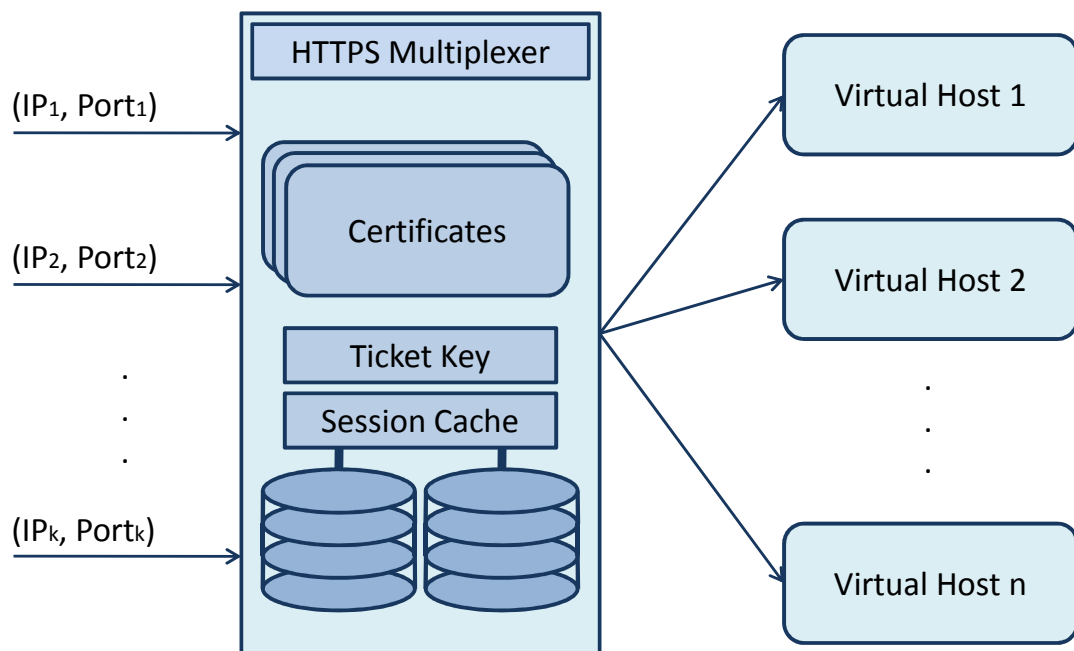 HTTPS Multiplexer
(IP₁, Port₁)
(IP₂, Port₂)
.
.
.
(IPₖ, Portₖ)
Certificates
Ticket Key
Session Cache
Virtual Host 1
Virtual Host 2
.
.
.
Virtual Host n